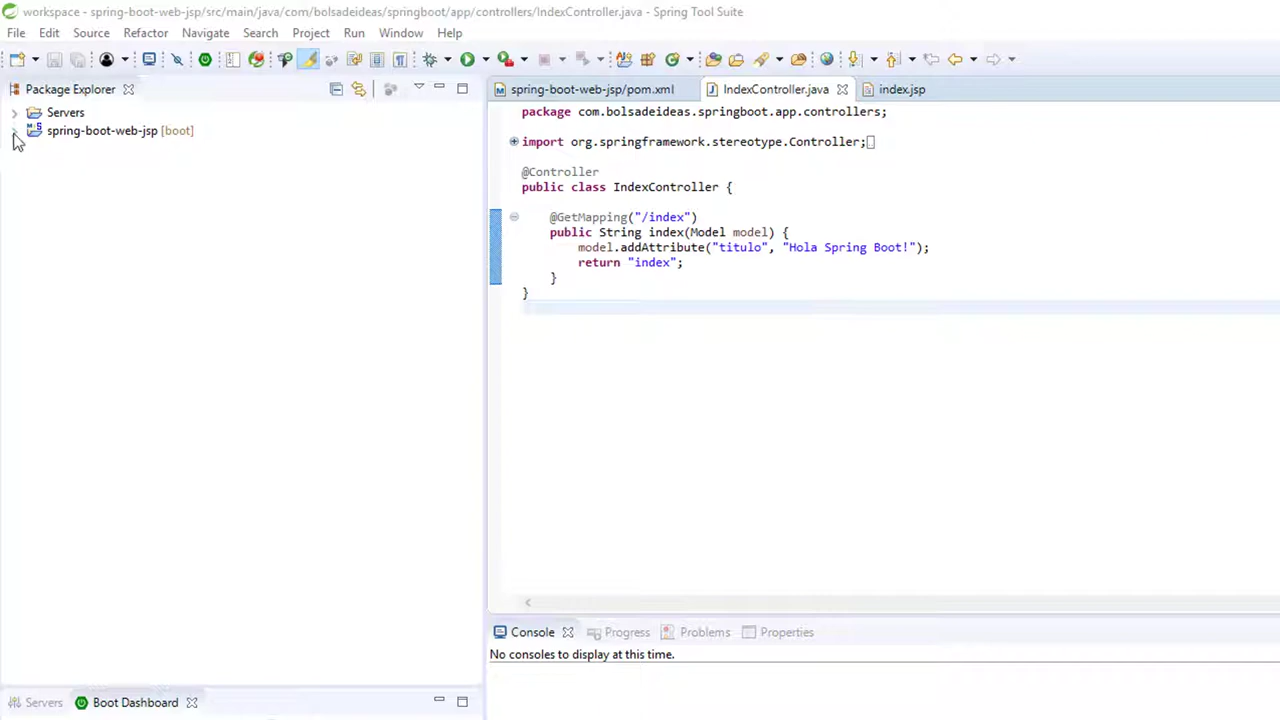 workspace - spring-boot-web-jsp/src/main/java/com/bolsadeideas/springboot/app/controllers/IndexController.java - Spring Tool Suite
File Edit Source Refactor Navigate Search Project Run Window Help
Package Explorer
Servers
spring-boot-web-jsp [boot]
spring-boot-web-jsp/pom.xml IndexController.java index.jsp
package com.bolsadeideas.springboot.app.controllers;
import org.springframework.stereotype.Controller;
@Controller
public class IndexController {
@GetMapping("/index")
public String index(Model model) {
model.addAttribute("titulo", "Hola Spring Boot!");
return "index";
}
}
Console Progress Problems Properties
No consoles to display at this time.
Servers Boot Dashboard